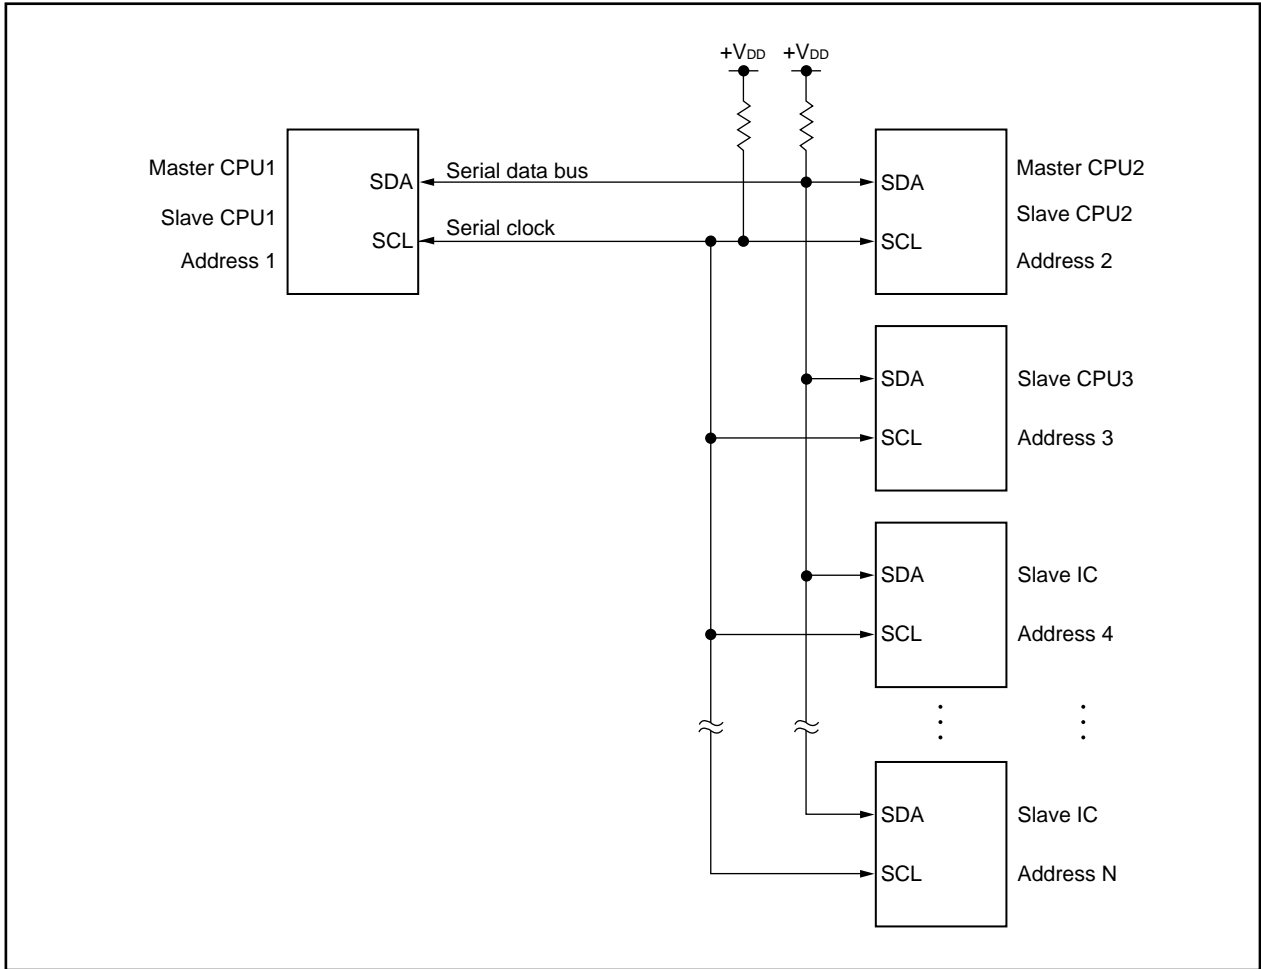 +VDD +VDD
Master CPU1
Slave CPU1
Address 1
SDA
SCL
Serial data bus
Serial clock
SDA
SCL
Master CPU2
Slave CPU2
Address 2
SDA
SCL
Slave CPU3
Address 3
SDA
SCL
Slave IC
Address 4
SDA
SCL
Slave IC
Address N